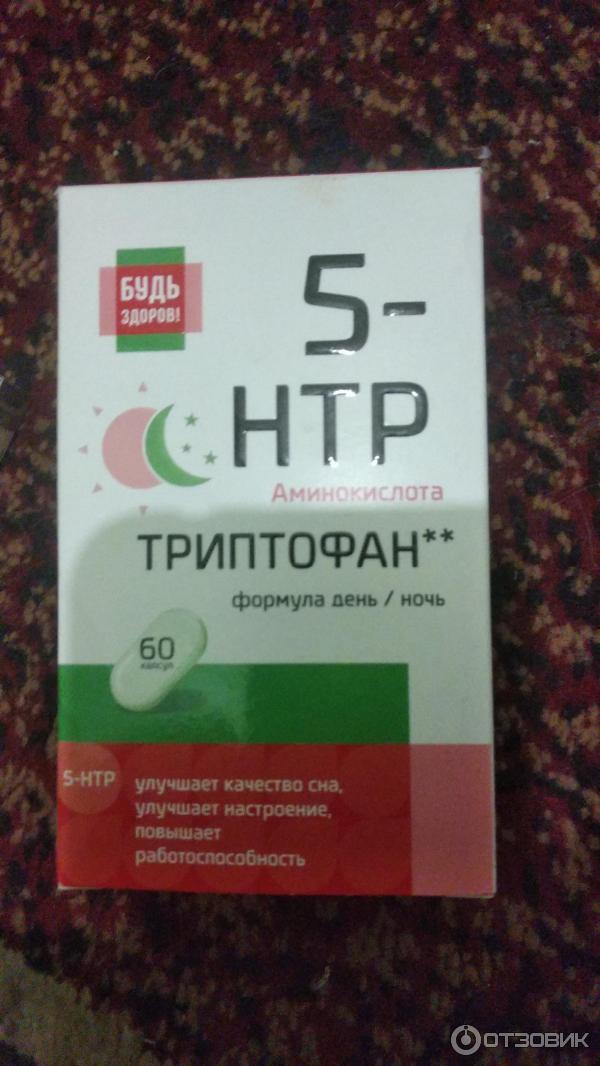 БУДЬ
ЗДОРОВ!
5-
HTP
Аминокислота
ТРИПТОФАН**
формула день / ночь
60
капсул
5-HTP
улучшает качество сна,
улучшает настроение,
повышает
работоспособность
ОТЗОВИК